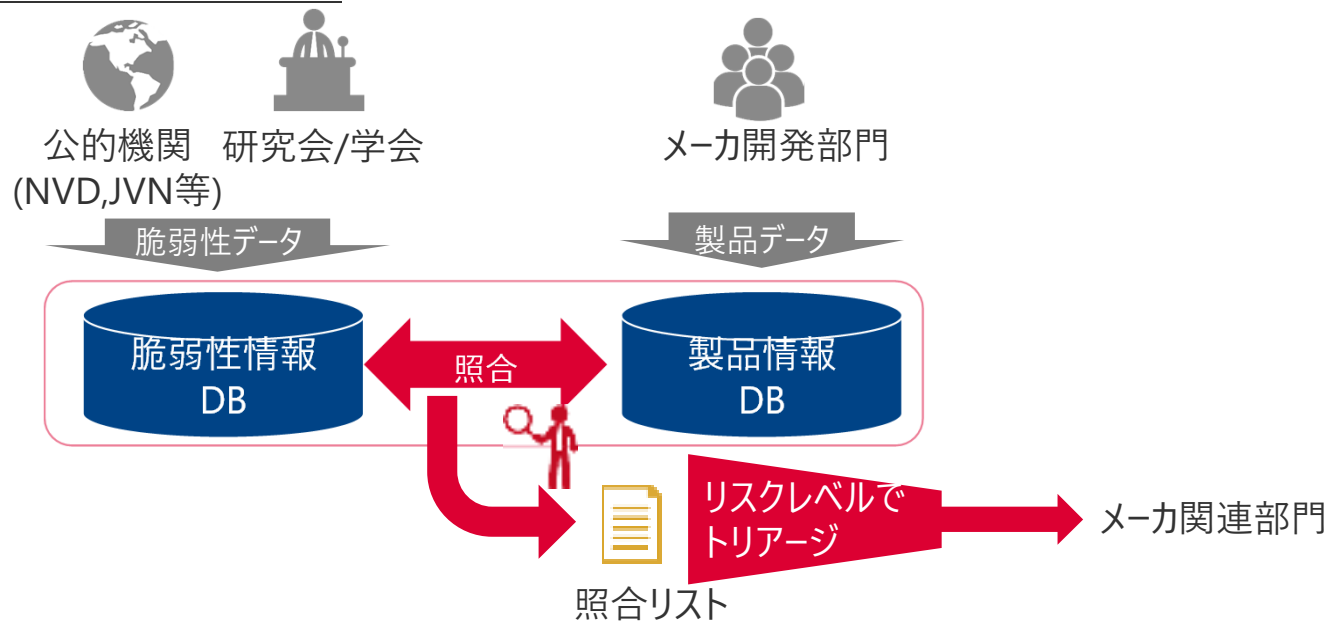 公的機関
(NVD,JVN等)
研究会/学会
メーカ開発部門
脆弱性データ
製品データ
脆弱性情報
DB
照合
製品情報
DB
照合リスト
リスクレベルで
トリアージ
メーカ関連部門